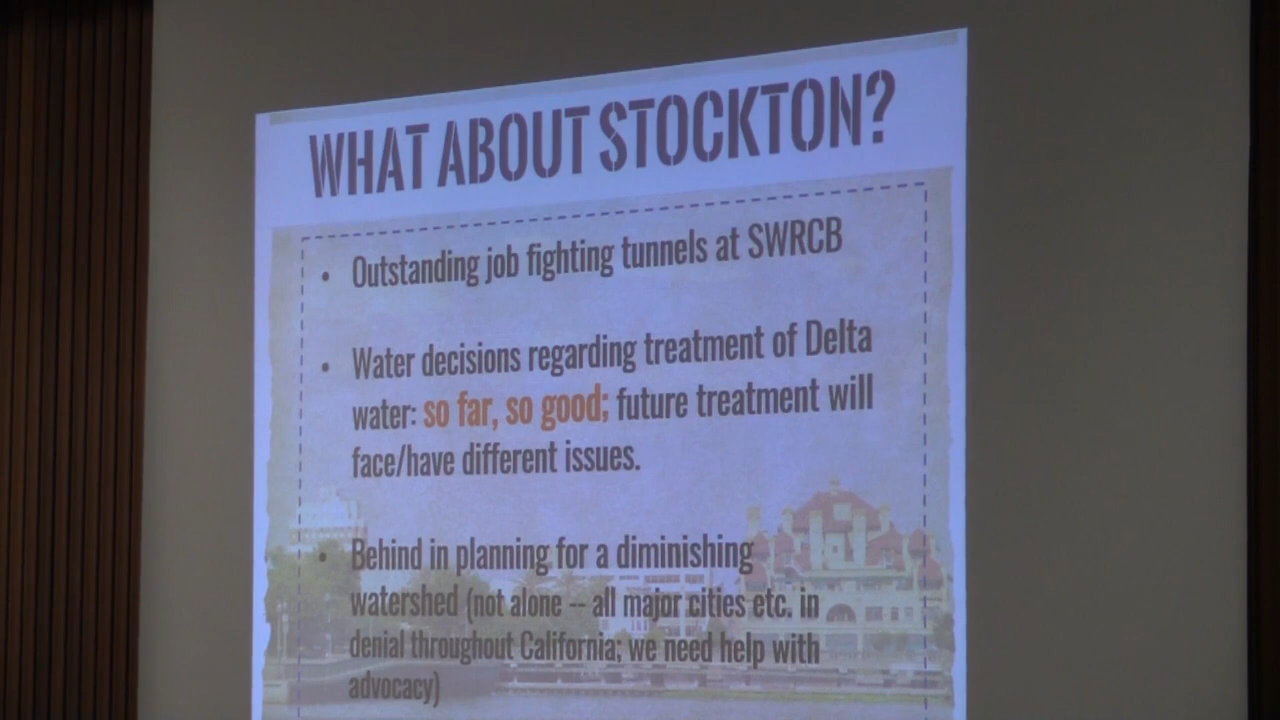 WHAT ABOUT STOCKTON?
• Outstanding job fighting tunnels at SWRCB
• Water decisions regarding treatment of Delta
water: so far, so good; future treatment will
face/have different issues.
• Behind in planning for a diminishing
watershed (not alone -- all major cities etc. in
denial throughout California; we need help with
advocacy)